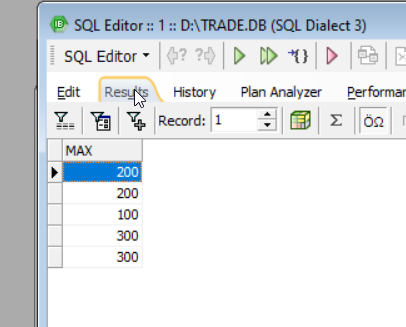 SQL Editor :: 1 :: D:\TRADE.DB (SQL Dialect 3)
SQL Editor
Edit Results History Plan Analyzer
Record: 1 Σ öΩ
MAX
200
200
100
300
300